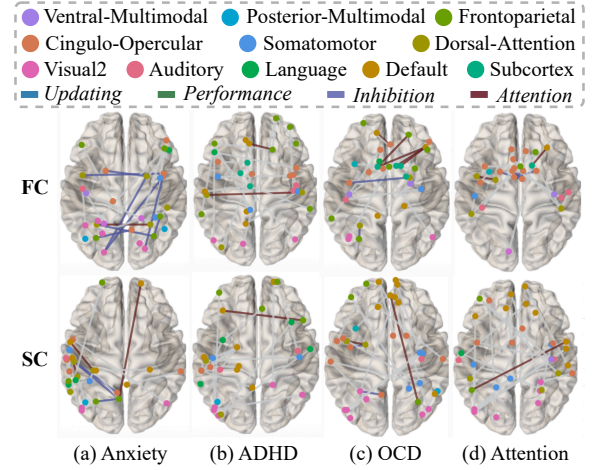 Ventral-Multimodal Posterior-Multimodal Frontoparietal
Cingulo-Opercular Somatomotor Dorsal-Attention
Visual2 Auditory Language Default Subcortex
Updating Performance Inhibition Attention
FC
SC
(a) Anxiety (b) ADHD (c) OCD (d) Attention